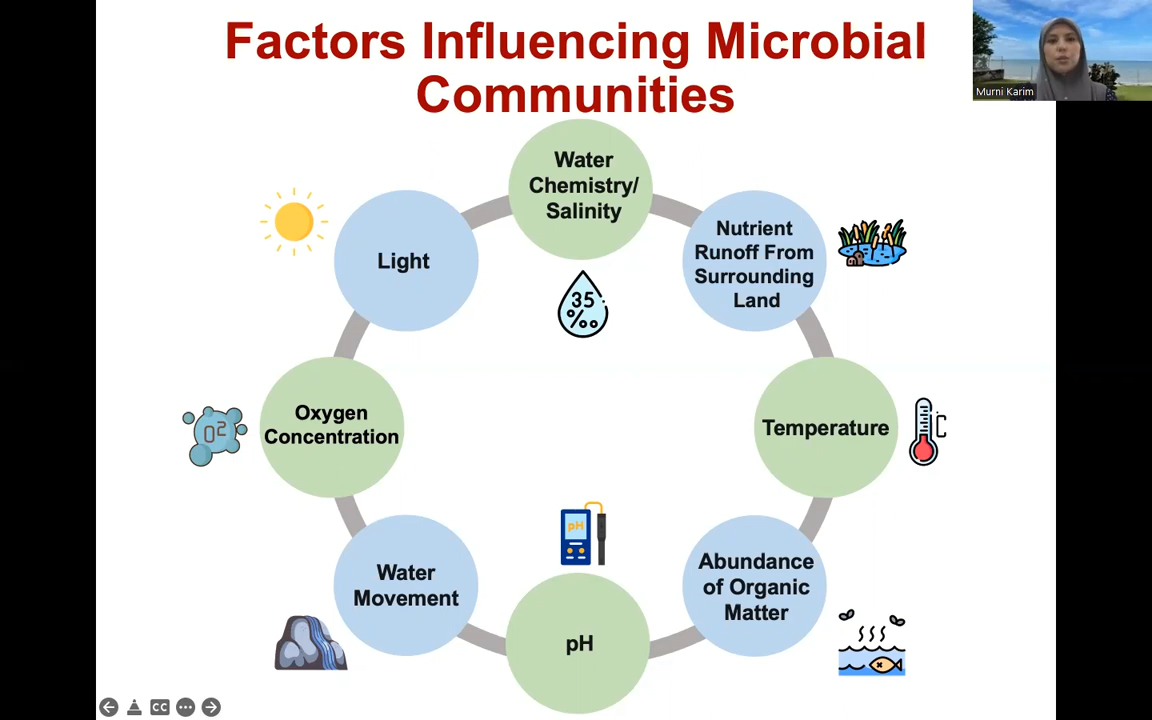 Factors Influencing Microbial
Communities
Murni Karim
Water
Chemistry/
Salinity
35
‰
Nutrient
Runoff From
Surrounding
Land
Temperature
C
Abundance
of Organic
Matter
pH
pH
Water
Movement
Oxygen
Concentration
O2
Light
CC